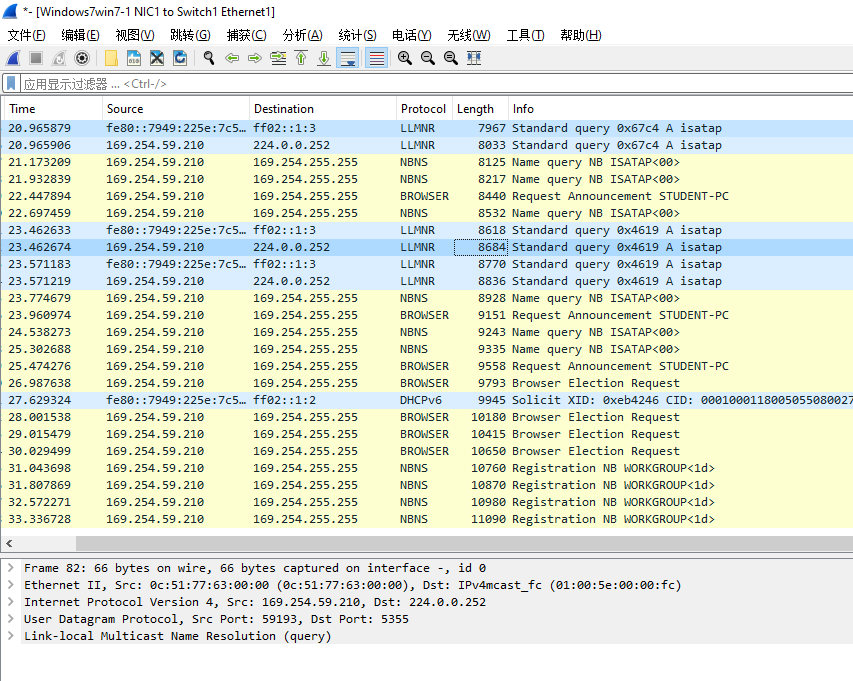 *- [Windows7win7-1 NIC1 to Switch1 Ethernet1]
文件(F) 编辑(E) 视图(V) 跳转(G) 捕获(C) 分析(A) 统计(S) 电话(Y) 无线(W) 工具(T) 帮助(H)
应用显示过滤器 … <Ctrl-/>
Time Source Destination Protocol Length Info
20.965879 fe80::7949:225e:7c5… ff02::1:3 LLMNR 7967 Standard query 0x67c4 A isatap
20.965906 169.254.59.210 224.0.0.252 LLMNR 8033 Standard query 0x67c4 A isatap
21.173209 169.254.59.210 169.254.255.255 NBNS 8125 Name query NB ISATAP<00>
21.932839 169.254.59.210 169.254.255.255 NBNS 8217 Name query NB ISATAP<00>
22.447894 169.254.59.210 169.254.255.255 BROWSER 8440 Request Announcement STUDENT-PC
22.697459 169.254.59.210 169.254.255.255 NBNS 8532 Name query NB ISATAP<00>
23.462633 fe80::7949:225e:7c5… ff02::1:3 LLMNR 8618 Standard query 0x4619 A isatap
23.462674 169.254.59.210 224.0.0.252 LLMNR 8684 Standard query 0x4619 A isatap
23.571183 fe80::7949:225e:7c5… ff02::1:3 LLMNR 8770 Standard query 0x4619 A isatap
23.571219 169.254.59.210 224.0.0.252 LLMNR 8836 Standard query 0x4619 A isatap
23.774679 169.254.59.210 169.254.255.255 NBNS 8928 Name query NB ISATAP<00>
23.960974 169.254.59.210 169.254.255.255 BROWSER 9151 Request Announcement STUDENT-PC
24.538273 169.254.59.210 169.254.255.255 NBNS 9243 Name query NB ISATAP<00>
25.302688 169.254.59.210 169.254.255.255 NBNS 9335 Name query NB ISATAP<00>
25.474276 169.254.59.210 169.254.255.255 BROWSER 9558 Request Announcement STUDENT-PC
26.987638 169.254.59.210 169.254.255.255 BROWSER 9793 Browser Election Request
27.629324 fe80::7949:225e:7c5… ff02::1:2 DHCPv6 9945 Solicit XID: 0xeb4246 CID: 0001000118005055080027
28.001538 169.254.59.210 169.254.255.255 BROWSER 10180 Browser Election Request
29.015479 169.254.59.210 169.254.255.255 BROWSER 10415 Browser Election Request
30.029499 169.254.59.210 169.254.255.255 BROWSER 10650 Browser Election Request
31.043698 169.254.59.210 169.254.255.255 NBNS 10760 Registration NB WORKGROUP<1d>
31.807869 169.254.59.210 169.254.255.255 NBNS 10870 Registration NB WORKGROUP<1d>
32.572271 169.254.59.210 169.254.255.255 NBNS 10980 Registration NB WORKGROUP<1d>
33.336728 169.254.59.210 169.254.255.255 NBNS 11090 Registration NB WORKGROUP<1d>
Frame 82: 66 bytes on wire, 66 bytes captured on interface -, id 0
Ethernet II, Src: 0c:51:77:63:00:00 (0c:51:77:63:00:00), Dst: IPv4mcast_fc (01:00:5e:00:00:fc)
Internet Protocol Version 4, Src: 169.254.59.210, Dst: 224.0.0.252
User Datagram Protocol, Src Port: 59193, Dst Port: 5355
Link-local Multicast Name Resolution (query)